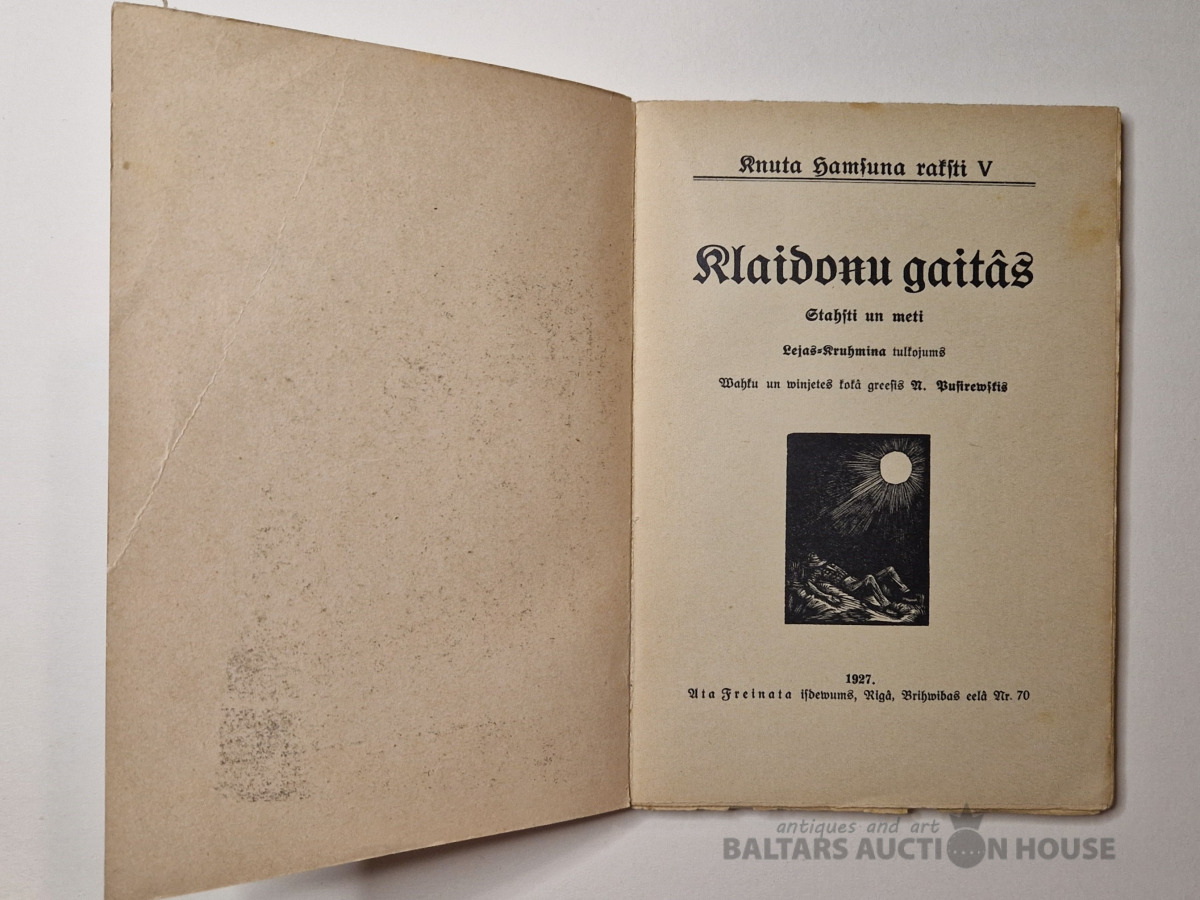 Knuta Hamſuna rakſti V
Klaidoņu gaitâs
Stahſti un meti
Lejas=Kruhmina tulkojums
Wahku un winjetes kokâ greeſis N. Puſirewſkis
1927.
Ata Freinata iſdewums, Rigâ, Brihwibas eelâ Nr. 70
antiques and art
BALTARS AUCTION HOUSE